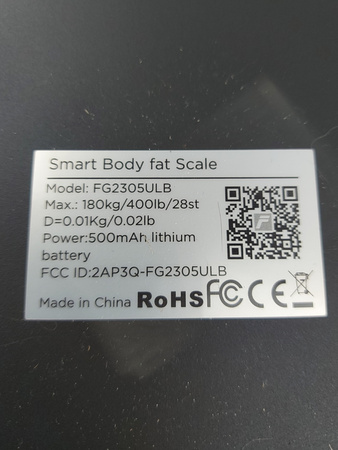 Smart Body fat Scale
Model: FG2305ULB
Max.: 180kg/400lb/28st
D=0.01Kg/0.02lb
Power:500mAh lithium
battery
FCC ID:2AP3Q-FG2305ULB
Made in China RoHS FC CE